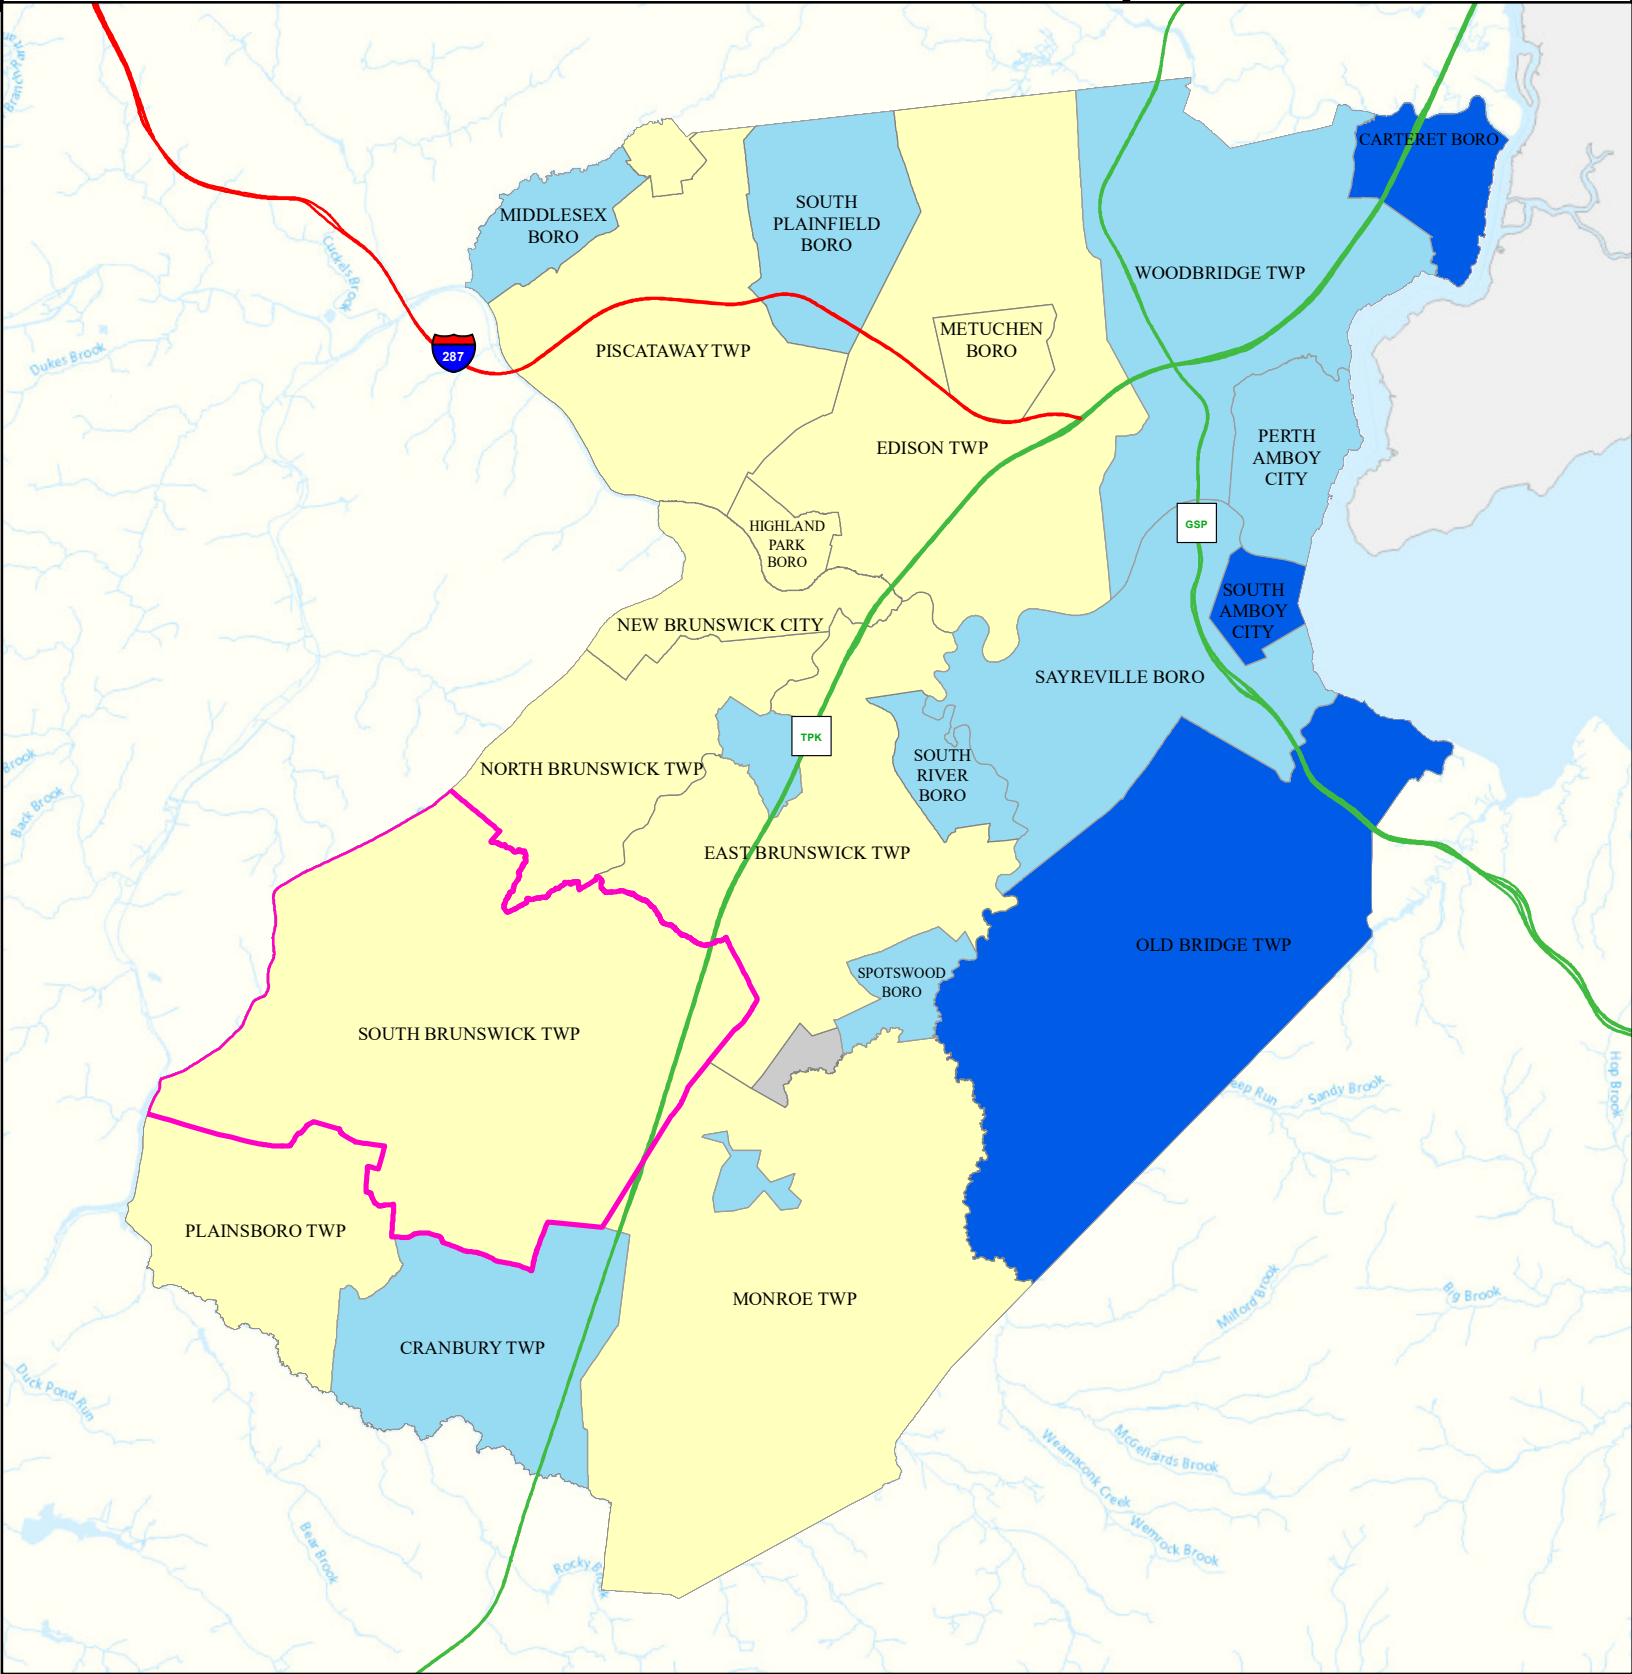 CARTERET BORO
MIDDLESEX
BORO
SOUTH
PLAINFIELD
BORO
WOODBRIDGE TWP
Cuckels Brook
Dukes Brook
287
PISCATAWAY TWP
METUCHEN
BORO
EDISON TWP
PERTH
AMBOY
CITY
HIGHLAND
PARK
BORO
GSP
SOUTH
AMBOY
CITY
NEW BRUNSWICK CITY
SAYREVILLE BORO
TPK
NORTH BRUNSWICK TWP
SOUTH
RIVER
BORO
Brook
Back Brook
EAST BRUNSWICK TWP
OLD BRIDGE TWP
SPOTSWOOD
BORO
SOUTH BRUNSWICK TWP
eep Run
Sandy Brook
Hop Brook
PLAINSBORO TWP
MONROE TWP
Milford Brook
Big Brook
CRANBURY TWP
Duck Pond Run
McGellairds Brook
Weamaconk Creek
Wemrock Brook
Bear Brook
Rocky Brook